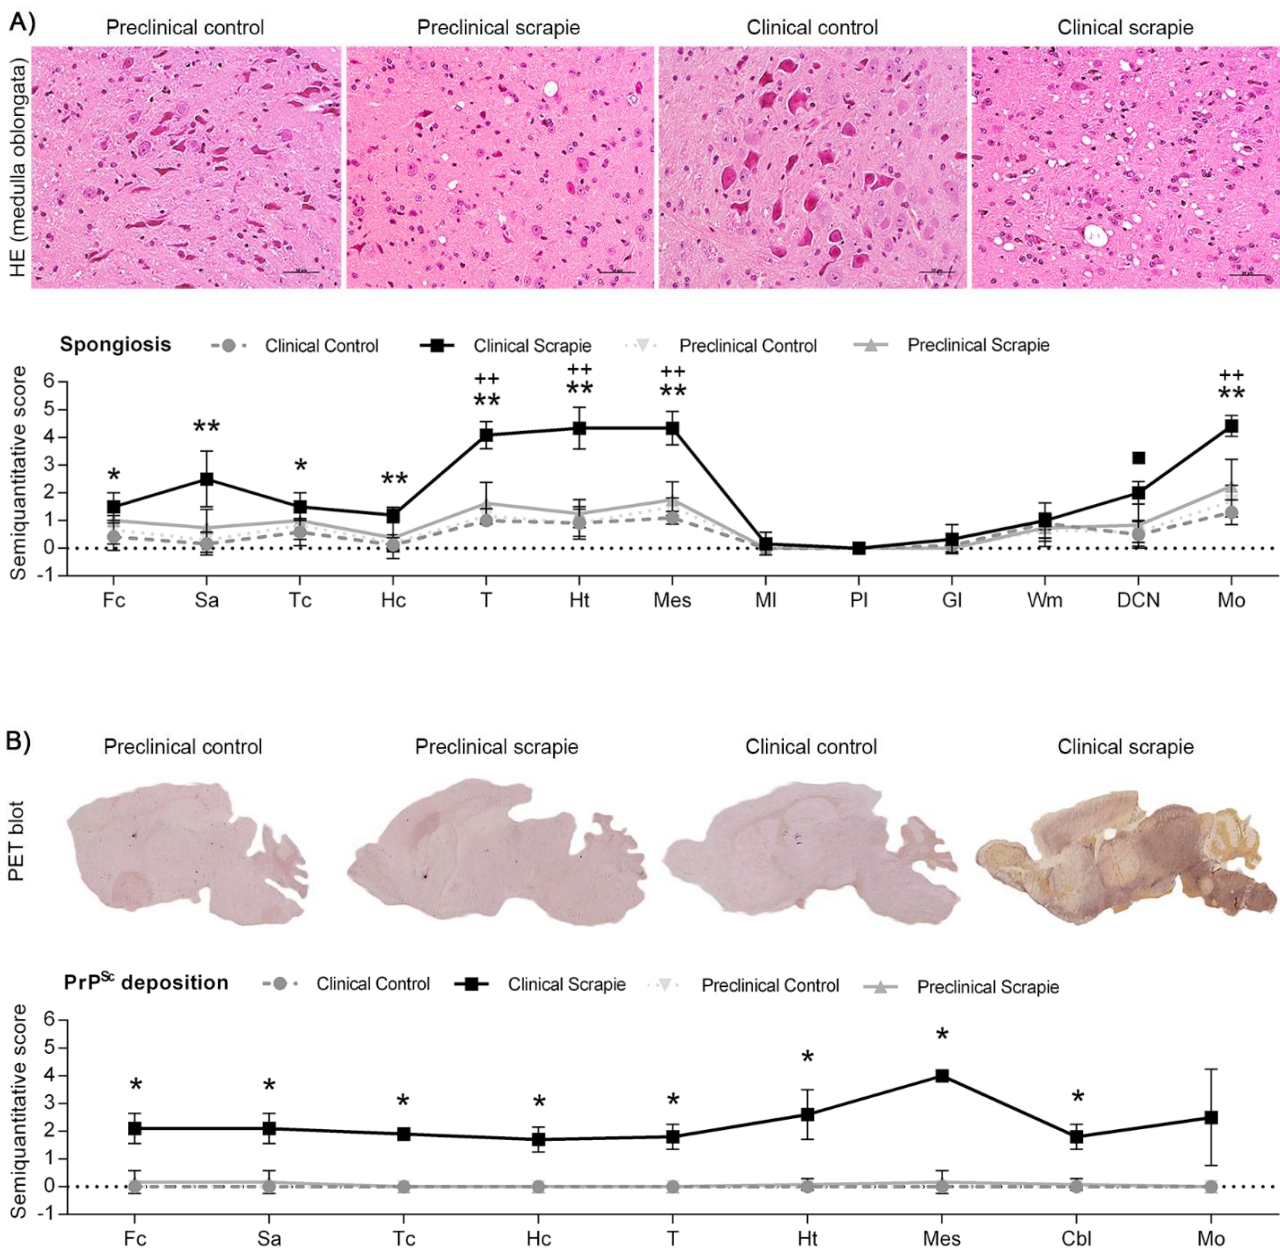 A)
Preclinical control Preclinical scrapie Clinical control Clinical scrapie
HE (medulla oblongata)
Spongiosis Clinical Control Clinical Scrapie Preclinical Control Preclinical Scrapie
Semiquantitative score
++ ++ ++ ++
* ** * ** ** ** ** **
6
5
4
3
2
1
0
-1
Fc Sa Tc Hc T Ht Mes Ml Pl Gl Wm DCN Mo
B)
Preclinical control Preclinical scrapie Clinical control Clinical scrapie
PET blot
PrPSc deposition Clinical Control Clinical Scrapie Preclinical Control Preclinical Scrapie
Semiquantitative score
* * * * * * * *
6
5
4
3
2
1
0
-1
Fc Sa Tc Hc T Ht Mes Cbl Mo